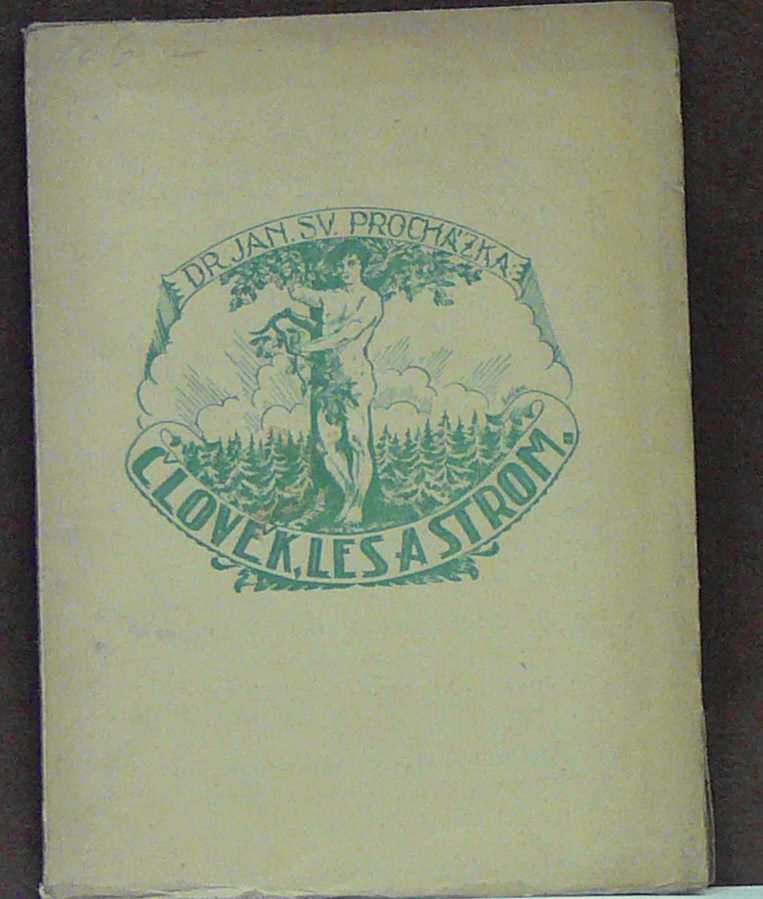 DR. JAN. SV. PROCHÁZKA:
ČLOVĚK, LES A STROM.